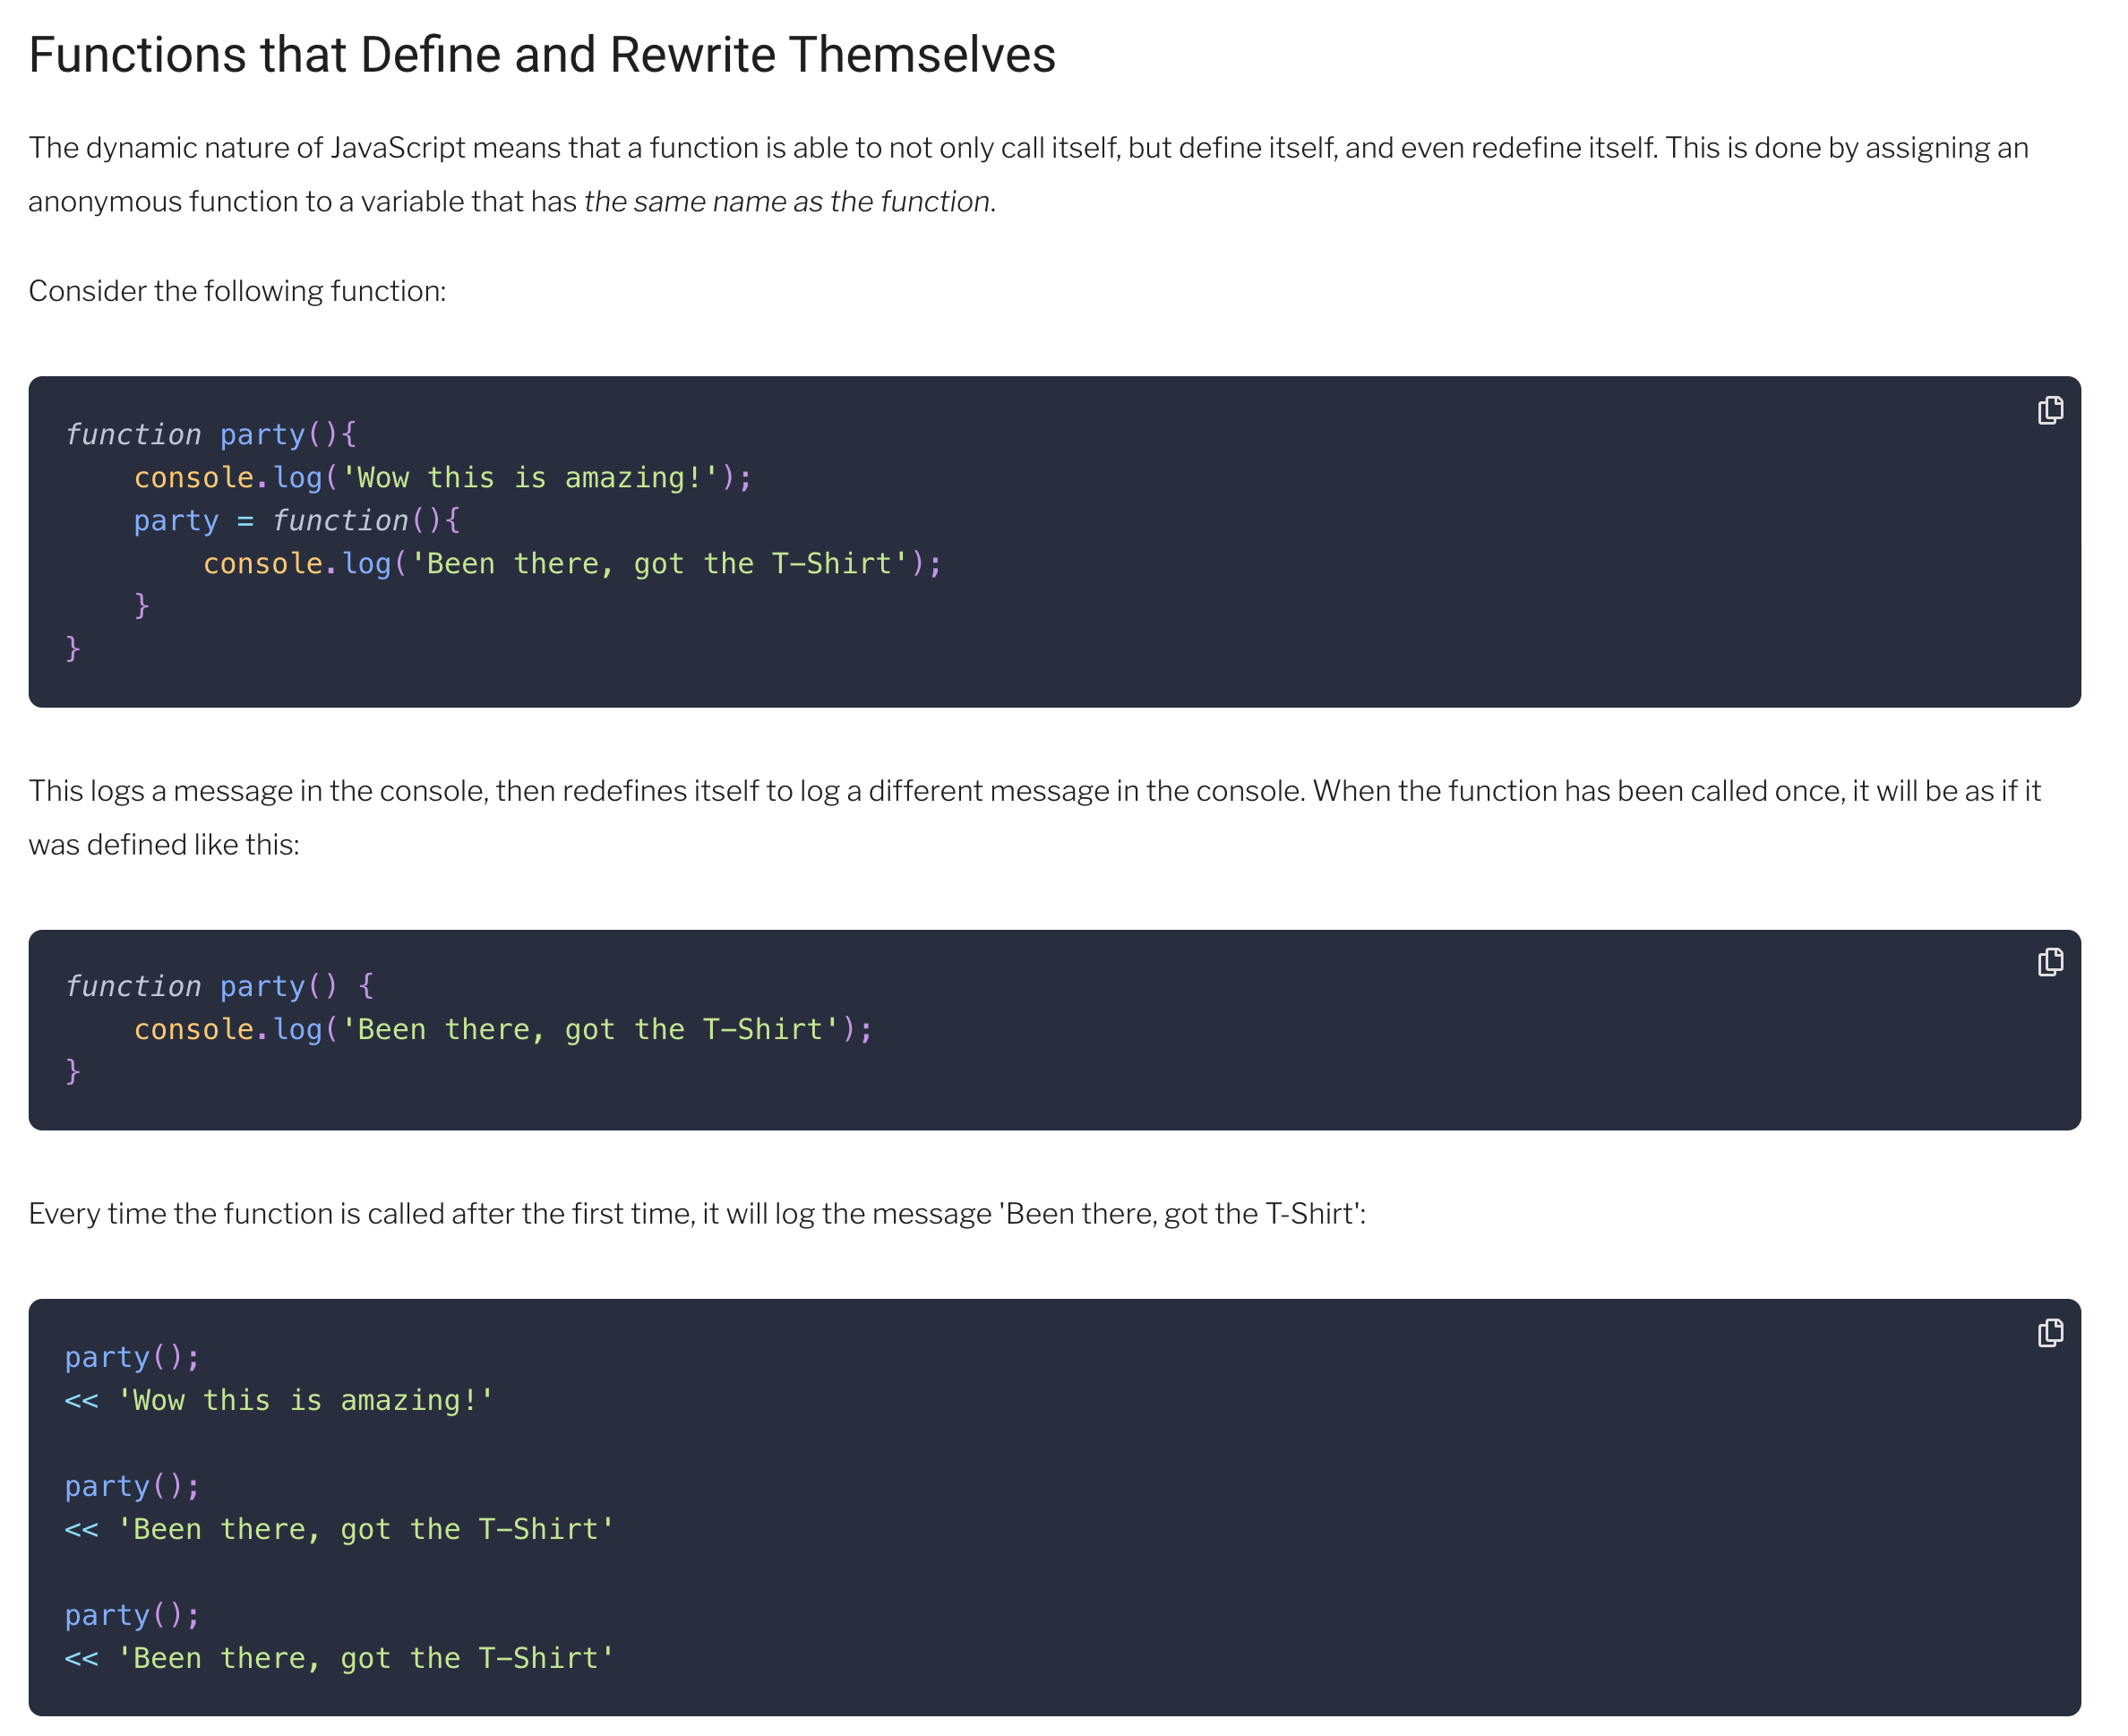 Functions that Define and Rewrite Themselves
The dynamic nature of JavaScript means that a function is able to not only call itself, but define itself, and even redefine itself. This is done by assigning an
anonymous function to a variable that has the same name as the function.
Consider the following function:
function party(){
    console.log('Wow this is amazing!');
    party = function(){
        console.log('Been there, got the T-Shirt');
    }
}
This logs a message in the console, then redefines itself to log a different message in the console. When the function has been called once, it will be as if it
was defined like this:
function party() {
    console.log('Been there, got the T-Shirt');
}
Every time the function is called after the first time, it will log the message 'Been there, got the T-Shirt':
party();
<< 'Wow this is amazing!'
party();
<< 'Been there, got the T-Shirt'
party();
<< 'Been there, got the T-Shirt'